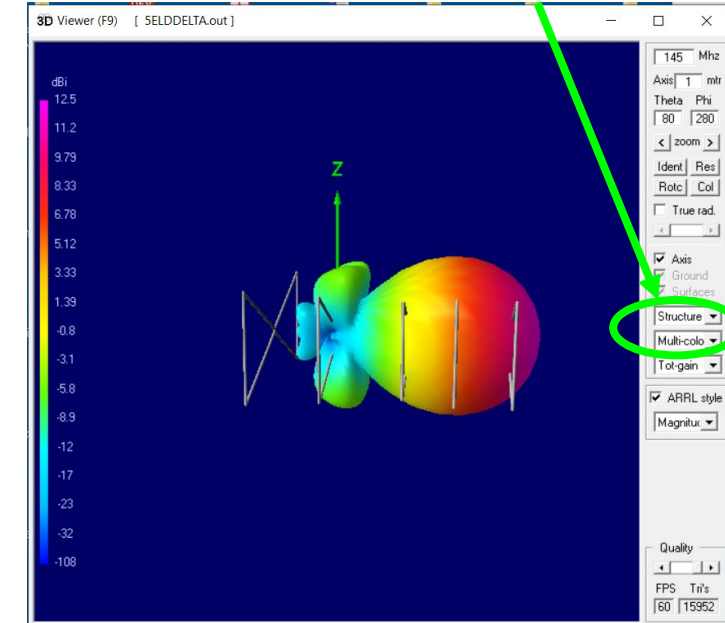 3D Viewer (F9) [ 5ELDDELTA.out ]
dBi
12.5
11.2
9.79
8.33
6.78
5.12
3.33
1.39
-0.8
-3.1
-5.8
-8.9
-12
-17
-23
-32
-108
Z
145 Mhz
Axis 1 mtr
Theta Phi
80 280
< zoom >
Ident Res
Rotc Col
True rad.
Axis
Ground
Surfaces
Structure
Multi-colo
Tot-gain
ARRL style
Magnituc
Quality
FPS Tri's
60 15952